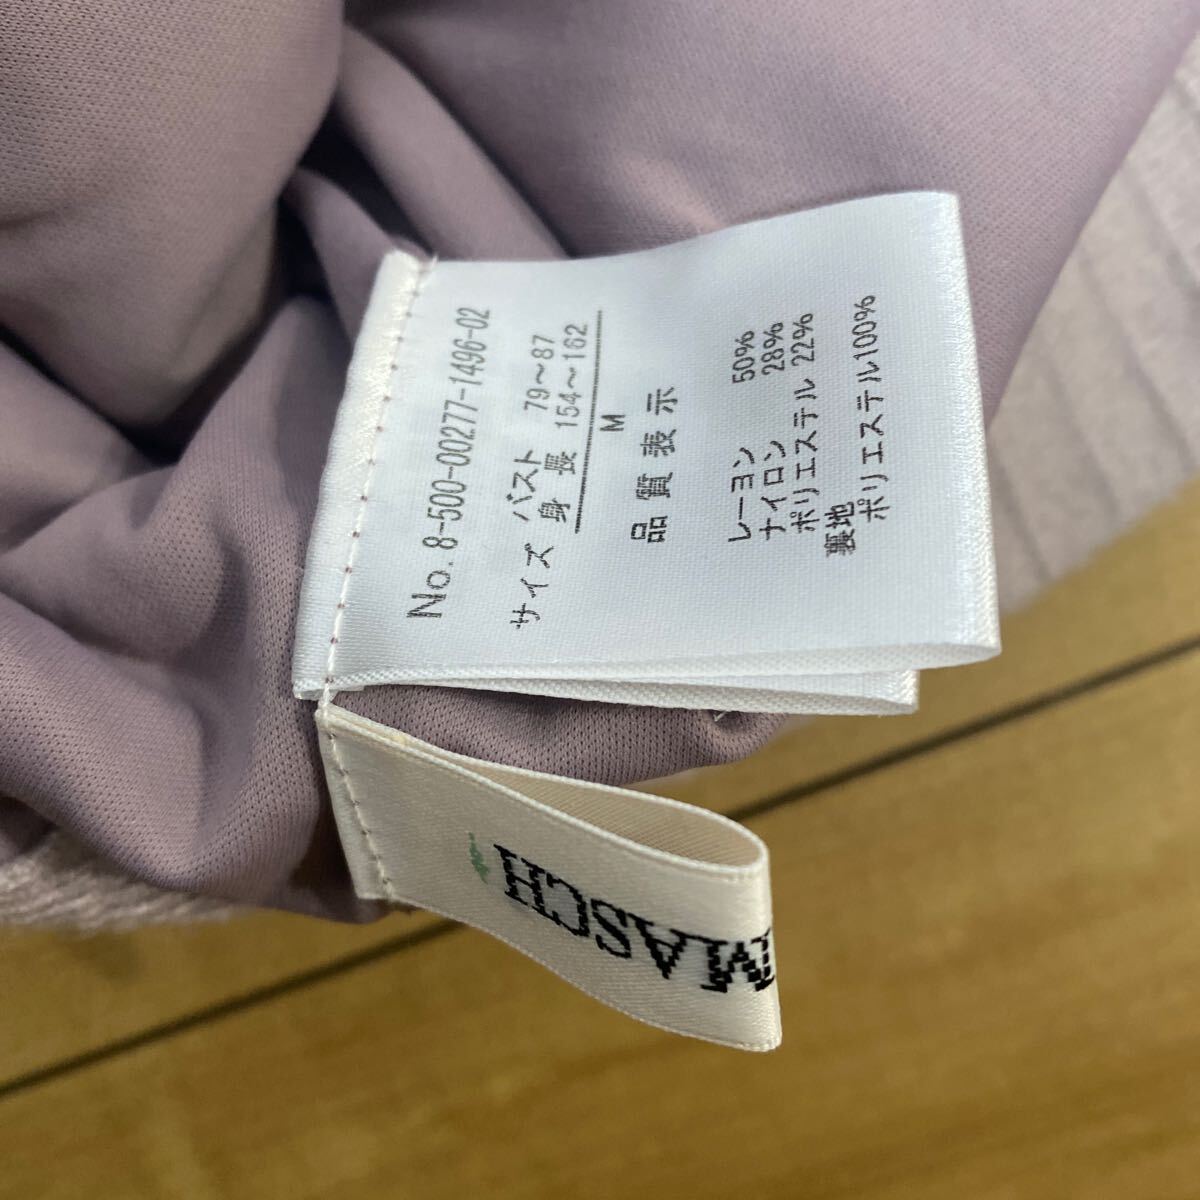 No. 8-500-00277-1496-02
サイズ バスト 79～87
身長 154～162
M
品質表示
レーヨン 50%
ナイロン 28%
ポリエステル 22%
裏地
ポリエステル100%
MASCH